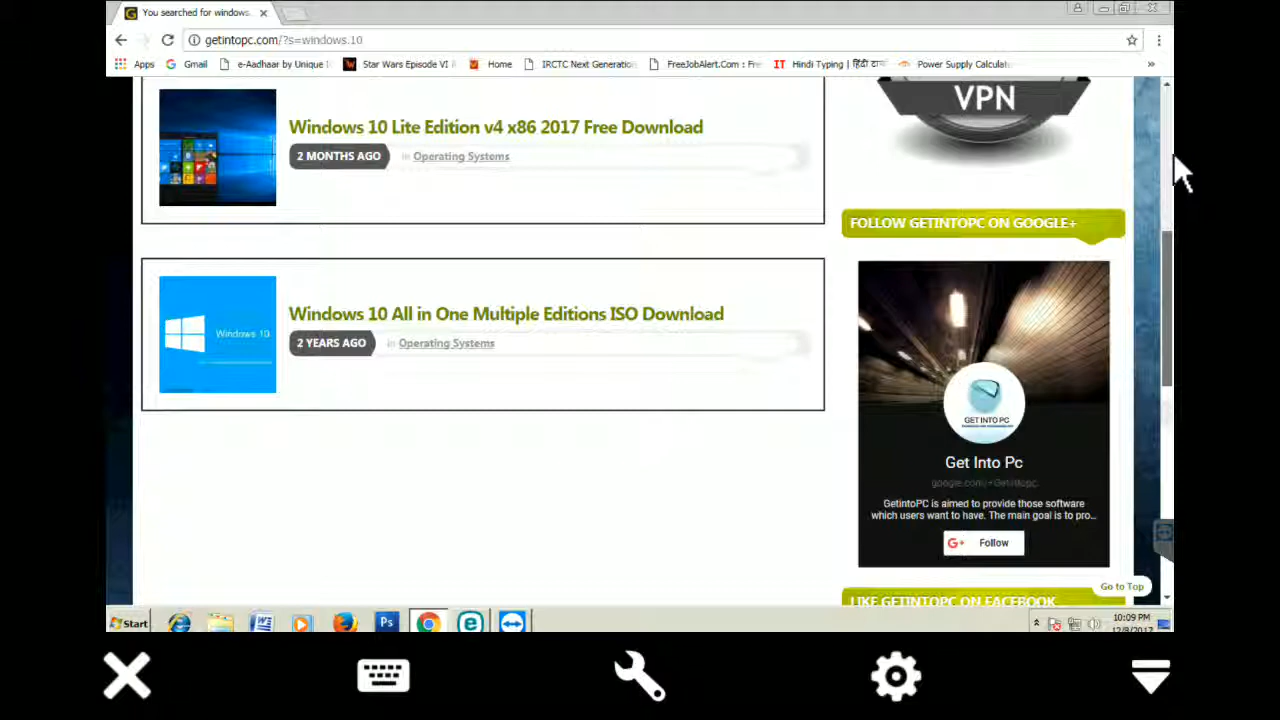 You searched for windows.
getintopc.com/?s=windows.10
Apps
Gmail
e-Aadhaar by Unique I
Star Wars Episode VI
Home
IRCTC Next Generation
FreeJobAlert.Com : Fre
Hindi Typing | हिंदी टाय
Power Supply Calculat
»
Windows 10 Lite Edition v4 x86 2017 Free Download
2 MONTHS AGO
in Operating Systems
Windows 10
Windows 10 All in One Multiple Editions ISO Download
2 YEARS AGO
in Operating Systems
VPN
FOLLOW GETINTOPC ON GOOGLE+
GET INTO PC
Get Into Pc
google.com/+Getintopc
GetintoPC is aimed to provide those software
which users want to have. The main goal is to pro...
G+ Follow
Go to Top
LIKE GETINTOPC ON FACEBOOK
Start
Ps
10:09 PM
12/8/2017